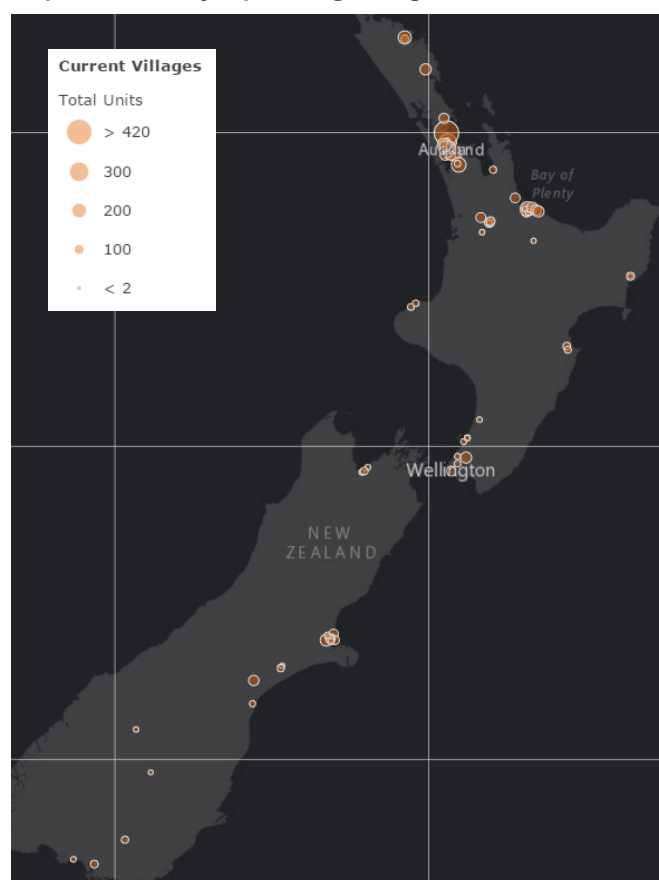 Current Villages
Total Units
> 420
300
200
100
< 2
Auckland
Bay of
Plenty
Wellington
NEW
ZEALAND